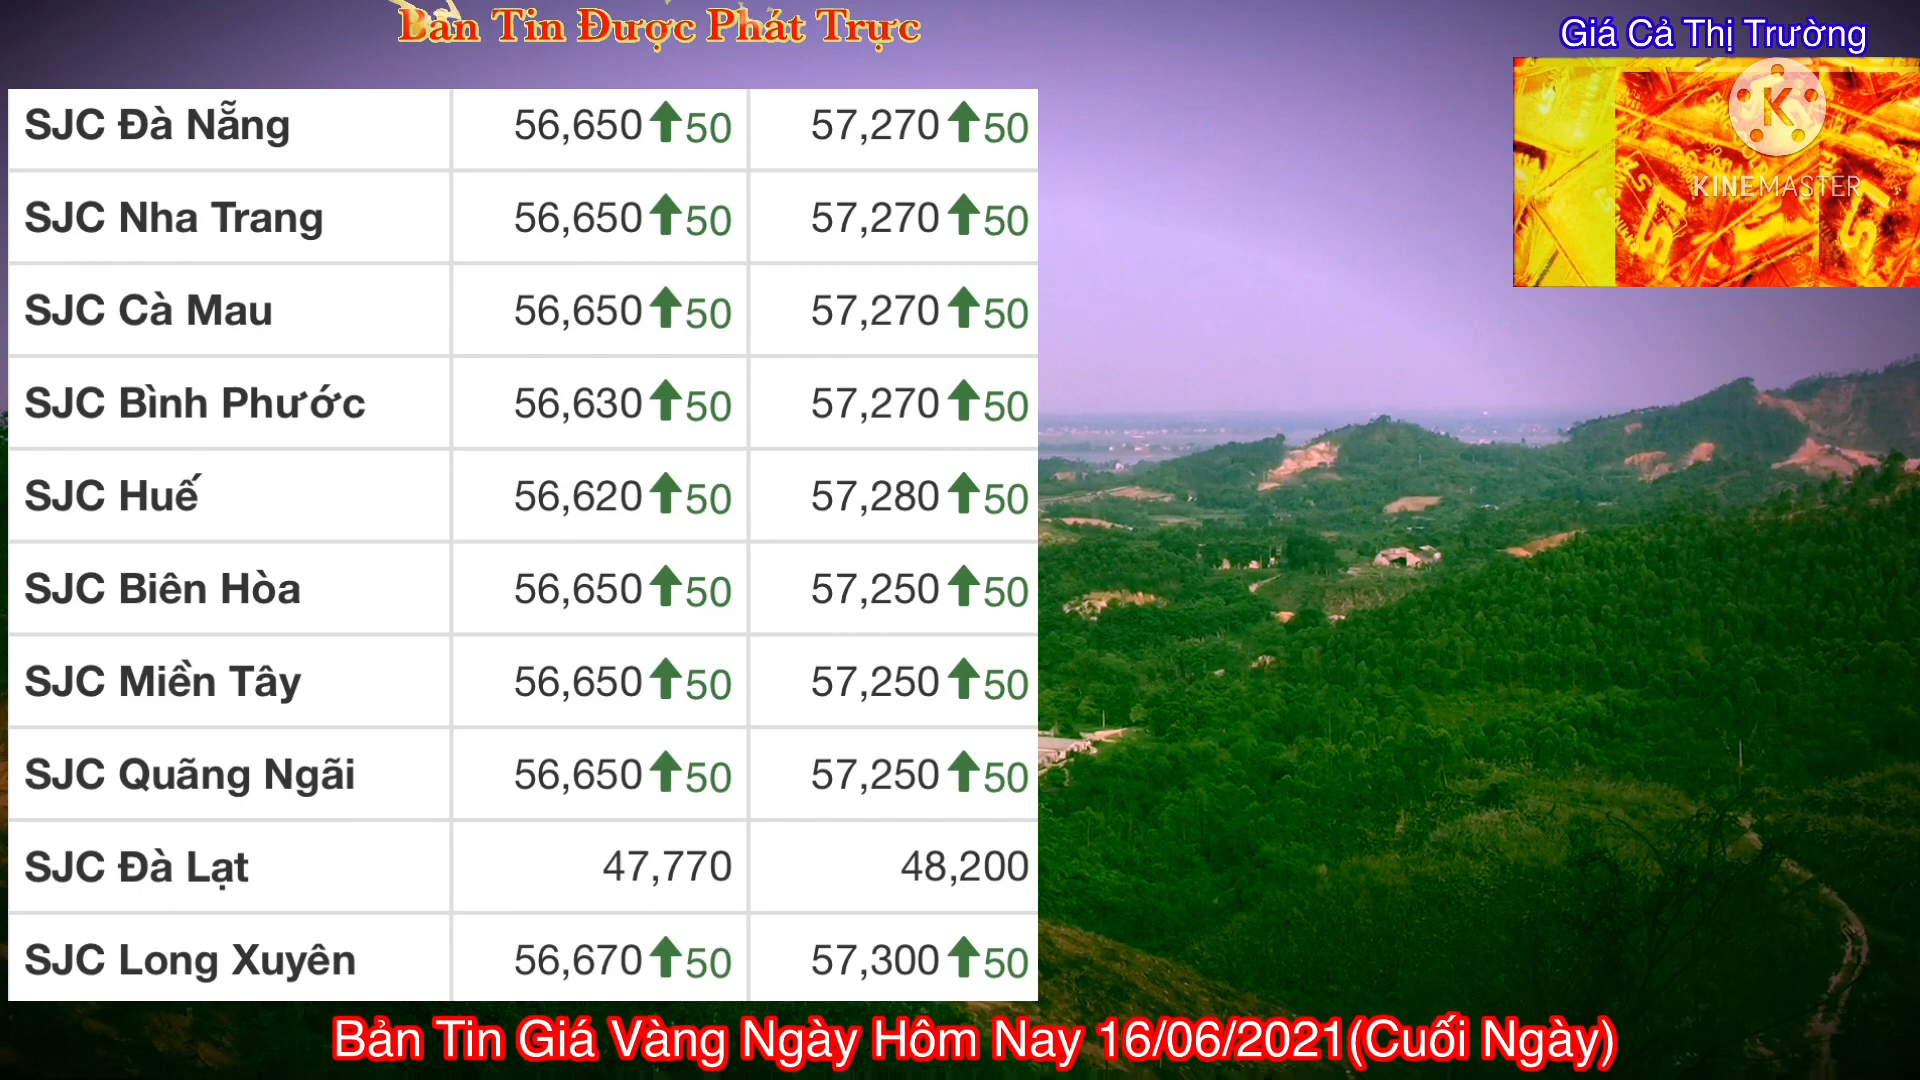 Bản Tin Được Phát Trực
Giá Cả Thị Trường
KINEMASTER
SJC Đà Nẵng 56,650 50 57,270 50
SJC Nha Trang 56,650 50 57,270 50
SJC Cà Mau 56,650 50 57,270 50
SJC Bình Phước 56,630 50 57,270 50
SJC Huế 56,620 50 57,280 50
SJC Biên Hòa 56,650 50 57,250 50
SJC Miền Tây 56,650 50 57,250 50
SJC Quãng Ngãi 56,650 50 57,250 50
SJC Đà Lạt 47,770 48,200
SJC Long Xuyên 56,670 50 57,300 50
Bản Tin Giá Vàng Ngày Hôm Nay 16/06/2021(Cuối Ngày)